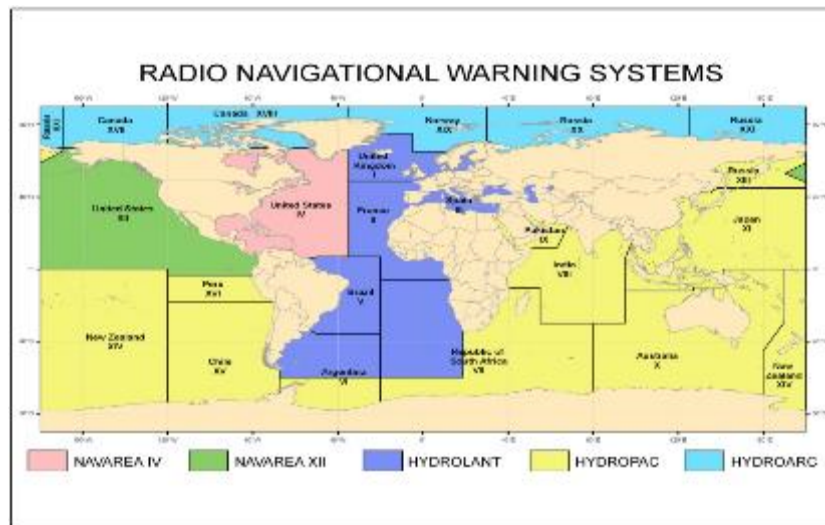 RADIO NAVIGATIONAL WARNING SYSTEMS
Canada XVIII
Canada
XVII
Norway
XIX
Russia
XX
Russia
XXI
Russia
XXI
United
Kingdom
I
Russia
XIII
United States
XII
United States
IV
France
II
Spain
III
Pakistan
IX
Japan
XI
India
VIII
Peru
XVI
Brazil
V
New Zealand
XIV
Chile
XV
Argentina
VI
Republic of
South Africa
VII
Australia
X
New
Zealand
XIV
NAVAREA IV
NAVAREA XII
HYDROLANT
HYDROPAC
HYDROARC